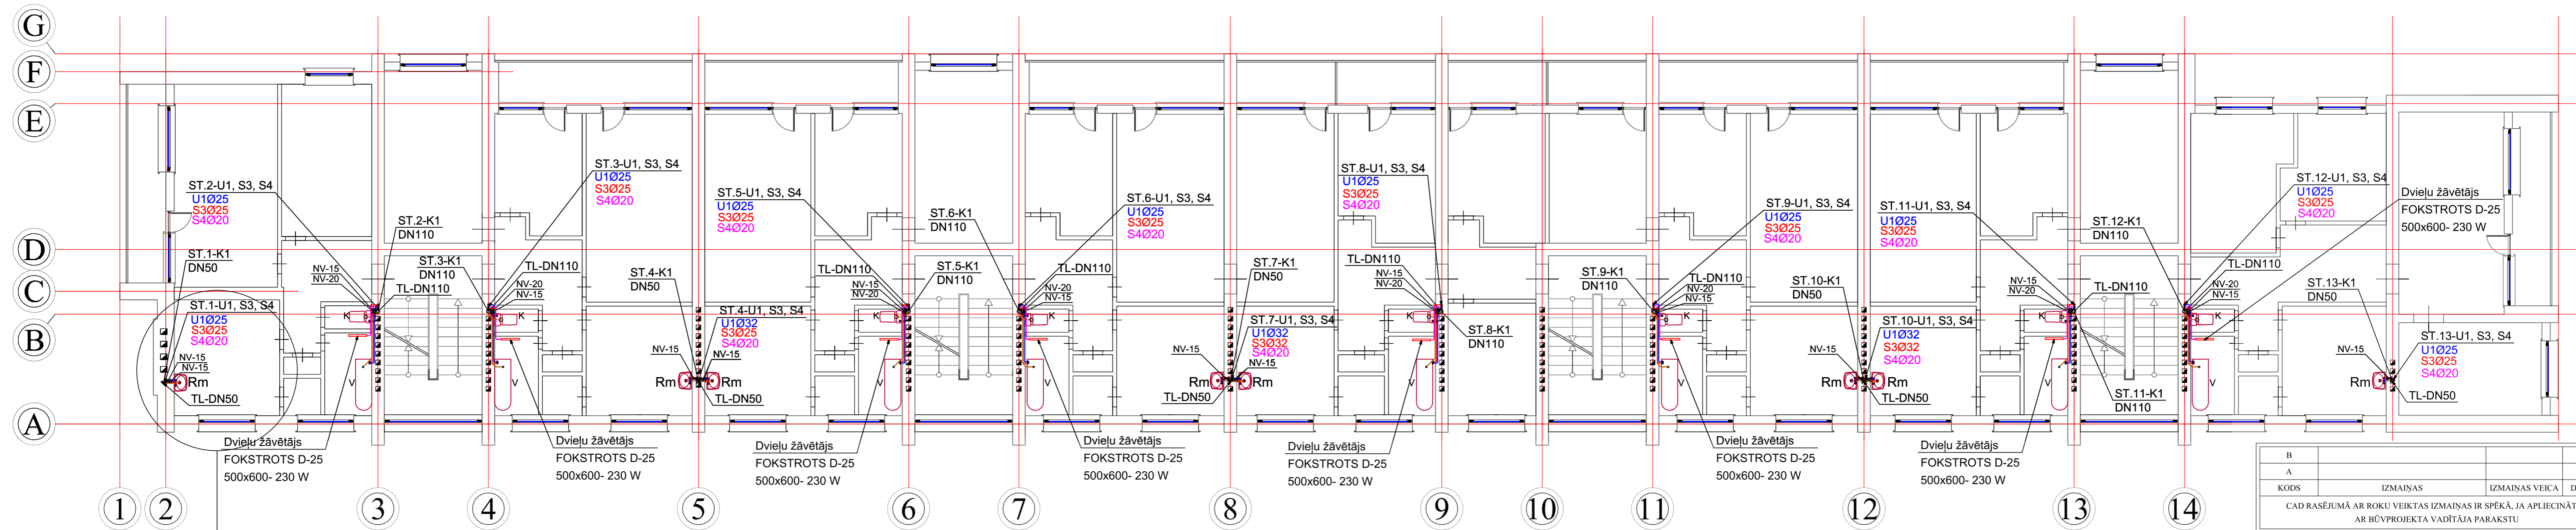 G
F
E
D
C
B
A
ST.2-U1, S3, S4
U1Ø25
S3Ø25
S4Ø20
ST.1-K1
DN50
ST.1-U1, S3, S4
U1Ø25
S3Ø25
S4Ø20
NV-15
NV-15
Rm
TL-DN50
NV-15
NV-20
K
V
ST.2-K1
DN110
TL-DN110
Dvieļu žāvētājs
FOKSTROTS D-25
500x600- 230 W
ST.3-K1
DN110
ST.3-U1, S3, S4
U1Ø25
S3Ø25
S4Ø20
TL-DN110
NV-20
NV-15
K
V
Dvieļu žāvētājs
FOKSTROTS D-25
500x600- 230 W
ST.4-K1
DN50
ST.4-U1, S3, S4
U1Ø32
S3Ø25
S4Ø20
NV-15
NV-15
Rm
Rm
TL-DN50
ST.5-U1, S3, S4
U1Ø25
S3Ø25
S4Ø20
TL-DN110
NV-15
NV-20
K
V
ST.5-K1
DN110
Dvieļu žāvētājs
FOKSTROTS D-25
500x600- 230 W
ST.6-K1
DN110
ST.6-U1, S3, S4
U1Ø25
S3Ø25
S4Ø20
TL-DN110
NV-20
NV-15
K
V
Dvieļu žāvētājs
FOKSTROTS D-25
500x600- 230 W
ST.7-K1
DN50
ST.7-U1, S3, S4
U1Ø32
S3Ø32
S4Ø20
NV-15
NV-15
Rm
Rm
TL-DN50
ST.8-U1, S3, S4
U1Ø25
S3Ø25
S4Ø20
TL-DN110
NV-15
NV-20
K
V
ST.8-K1
DN110
Dvieļu žāvētājs
FOKSTROTS D-25
500x600- 230 W
ST.9-K1
DN110
ST.9-U1, S3, S4
U1Ø25
S3Ø25
S4Ø20
TL-DN110
NV-20
NV-15
K
V
Dvieļu žāvētājs
FOKSTROTS D-25
500x600- 230 W
ST.10-K1
DN50
ST.10-U1, S3, S4
U1Ø32
S3Ø32
S4Ø20
NV-15
Rm
Rm
TL-DN50
ST.11-U1, S3, S4
U1Ø25
S3Ø25
S4Ø20
NV-15
NV-20
K
V
TL-DN110
ST.11-K1
DN110
Dvieļu žāvētājs
FOKSTROTS D-25
500x600- 230 W
ST.12-K1
DN110
ST.12-U1, S3, S4
U1Ø25
S3Ø25
S4Ø20
TL-DN110
NV-20
NV-15
K
V
Dvieļu žāvētājs
FOKSTROTS D-25
500x600- 230 W
ST.13-K1
DN50
ST.13-U1, S3, S4
U1Ø25
S3Ø25
S4Ø20
NV-15
Rm
TL-DN50
1
2
3
4
5
6
7
8
9
10
11
12
13
14
B
A
KODS IZMAIŅAS IZMAIŅAS VEICA D
CAD RASĒJUMĀ AR ROKU VEIKTAS IZMAIŅAS IR SPĒKĀ, JA APLIECINĀT
AR BŪVPROJEKTA VADĪTĀJA PARAKSTU